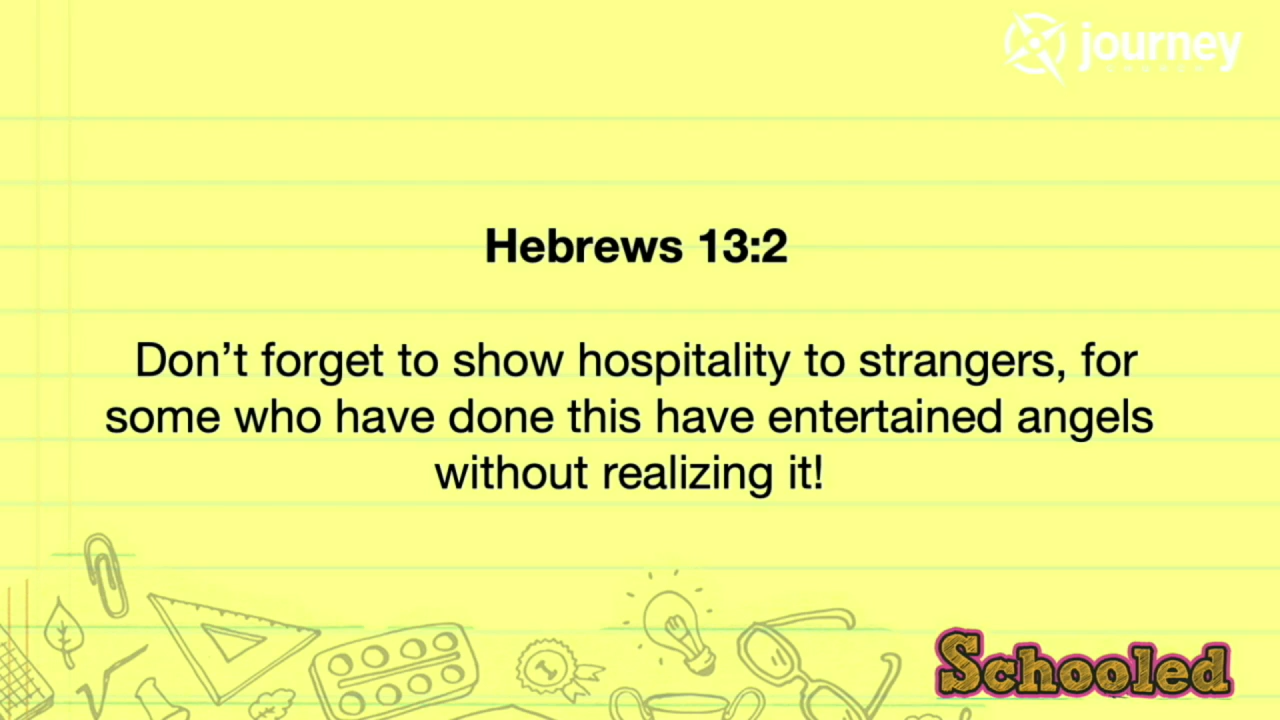 journey
Hebrews 13:2
Don’t forget to show hospitality to strangers, for
some who have done this have entertained angels
without realizing it!
1
Schooled